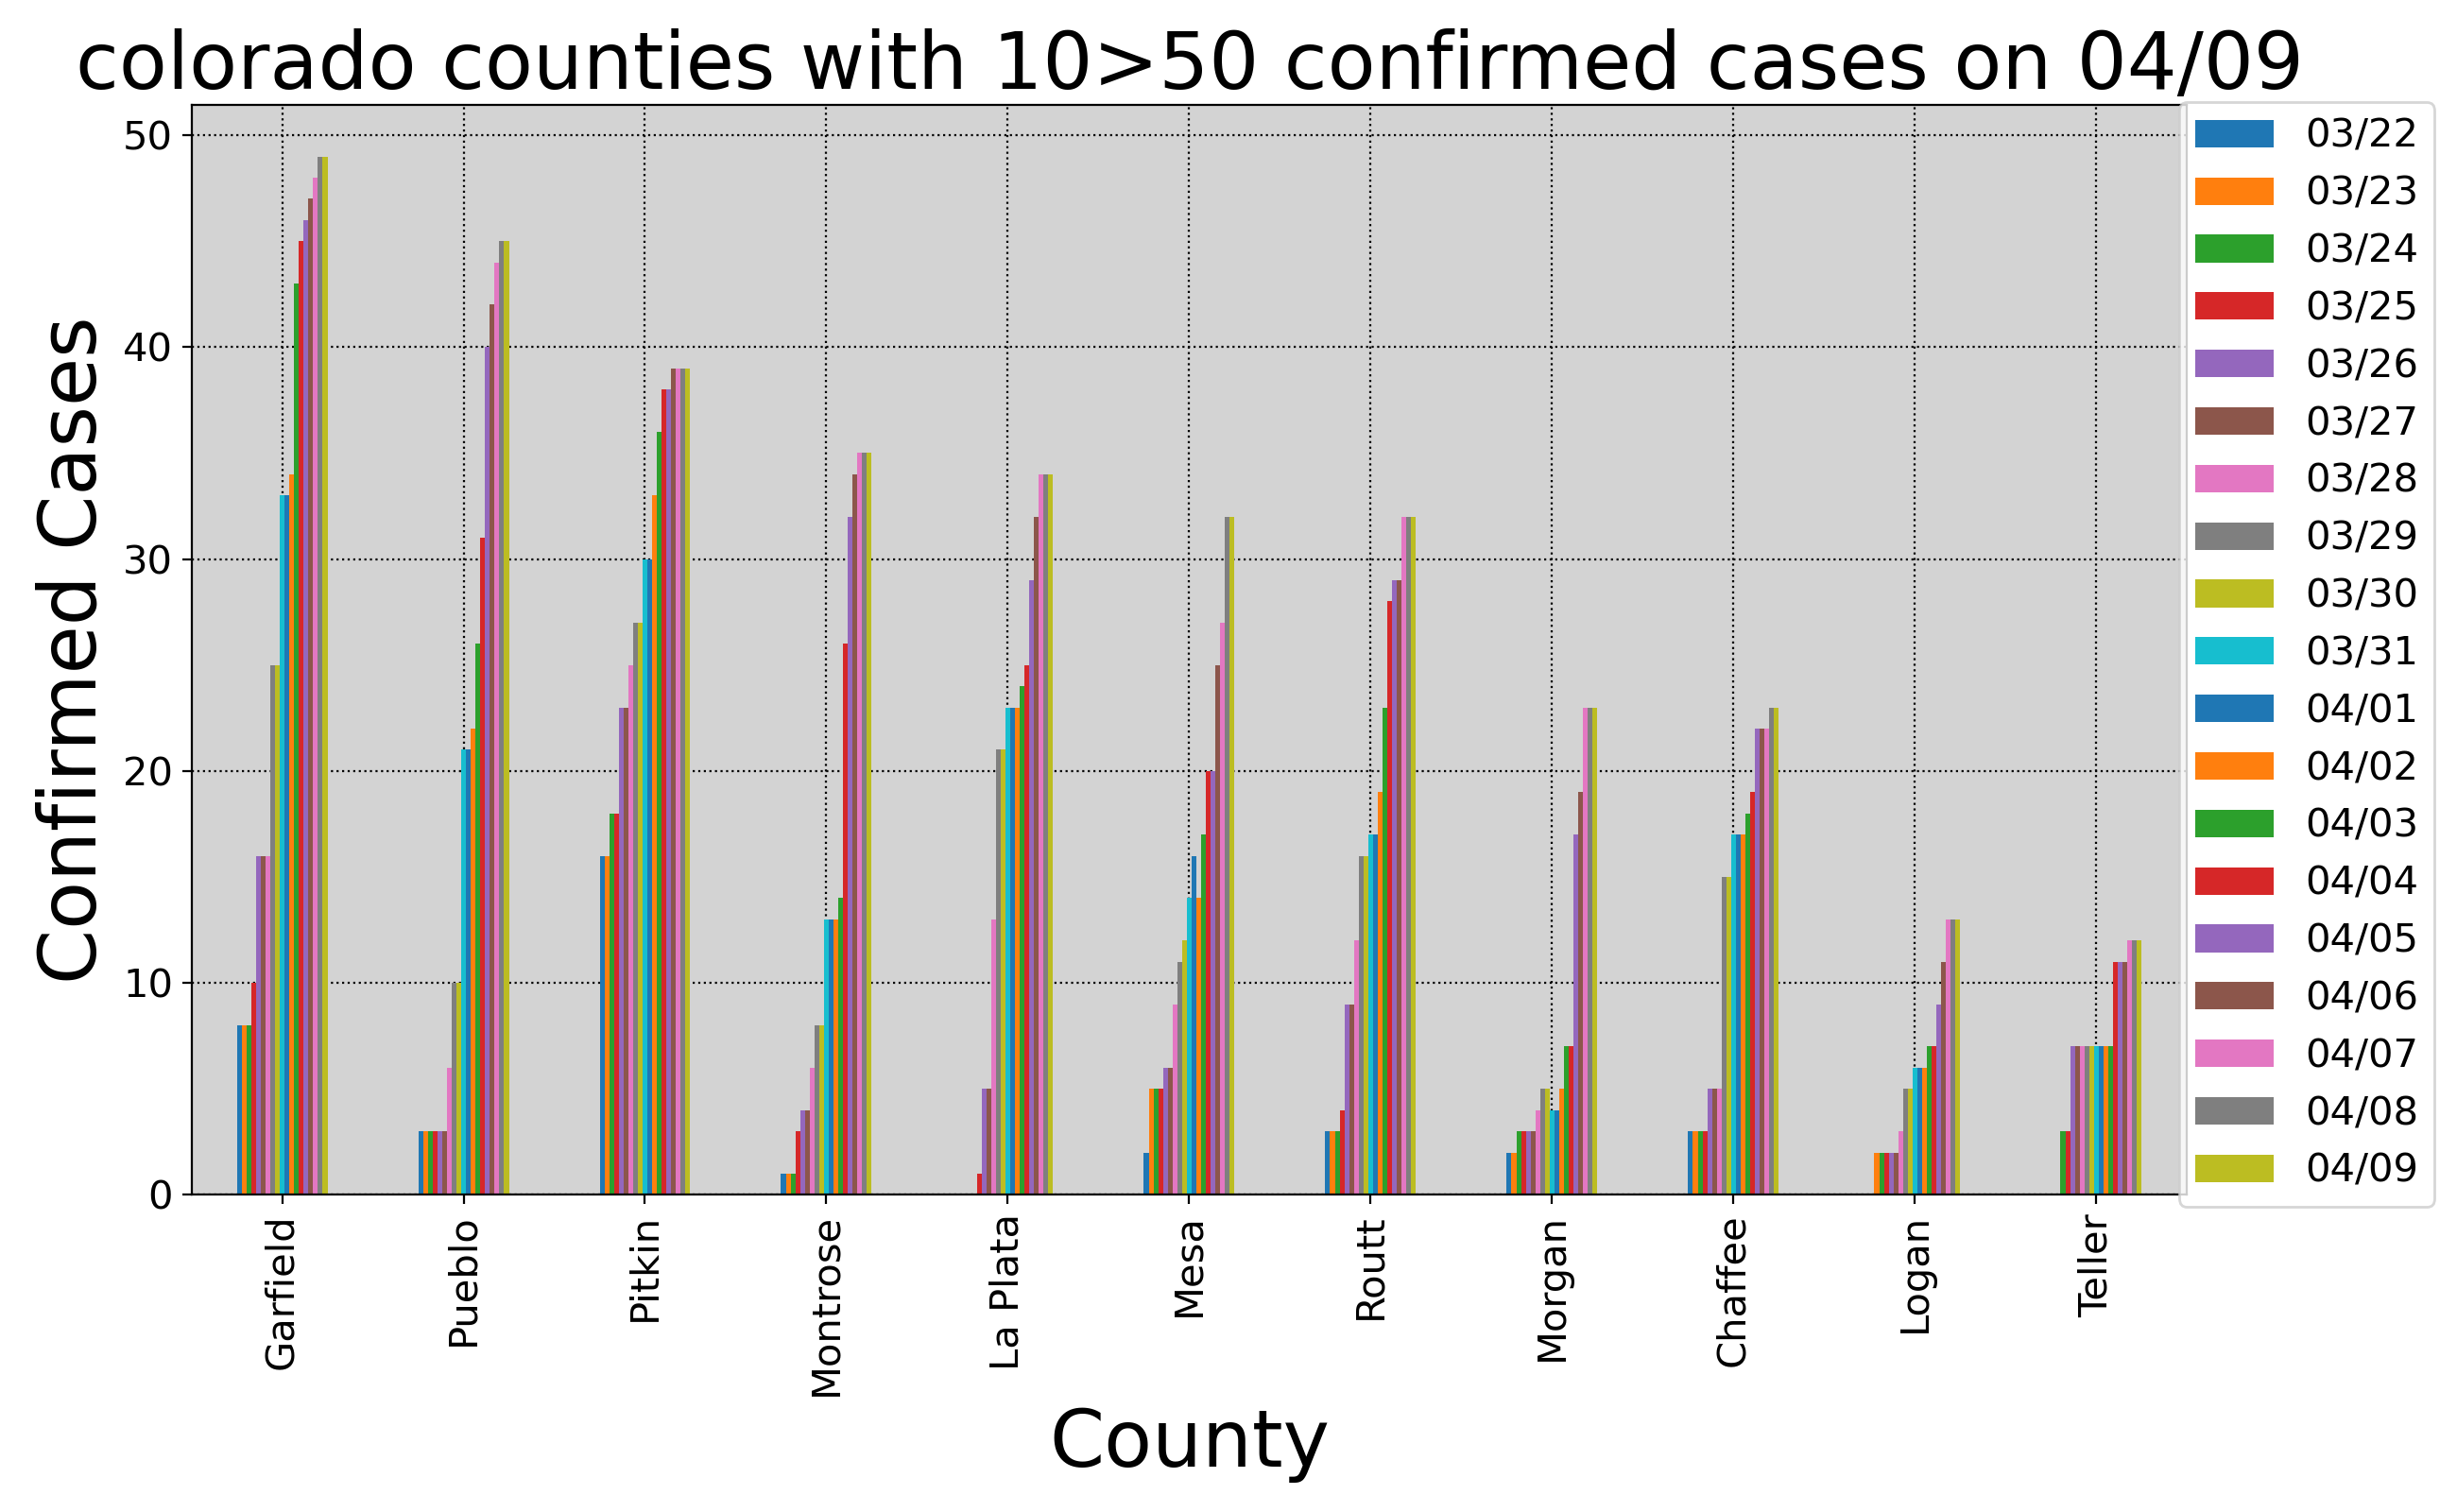 colorado counties with 10>50 confirmed cases on 04/09
Confirmed Cases
50
40
30
20
10
0
Garfield
Pueblo
Pitkin
Montrose
La Plata
Mesa
Routt
Morgan
Chaffee
Logan
Teller
County
03/22
03/23
03/24
03/25
03/26
03/27
03/28
03/29
03/30
03/31
04/01
04/02
04/03
04/04
04/05
04/06
04/07
04/08
04/09